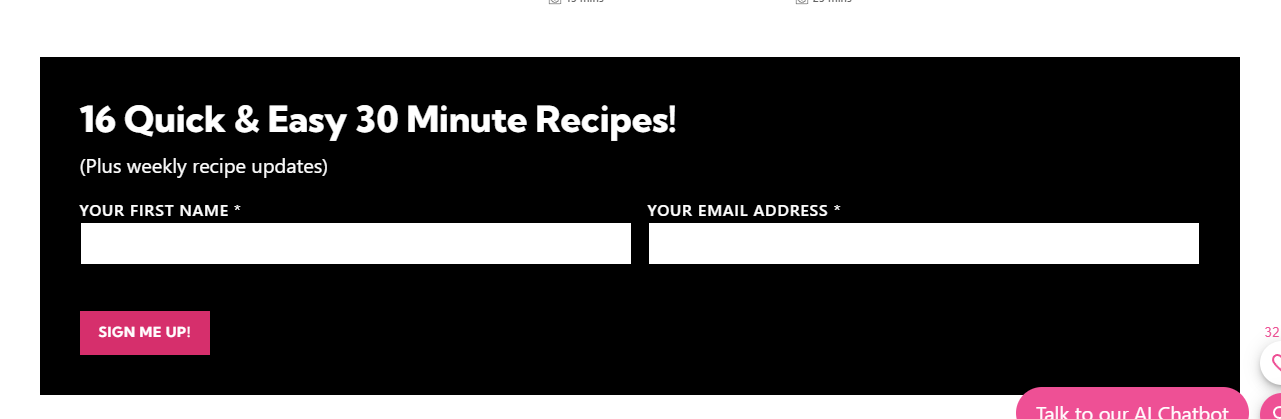 16 Quick & Easy 30 Minute Recipes!
(Plus weekly recipe updates)
YOUR FIRST NAME *
YOUR EMAIL ADDRESS *
SIGN ME UP!
32
Talk to our AI Chatbot